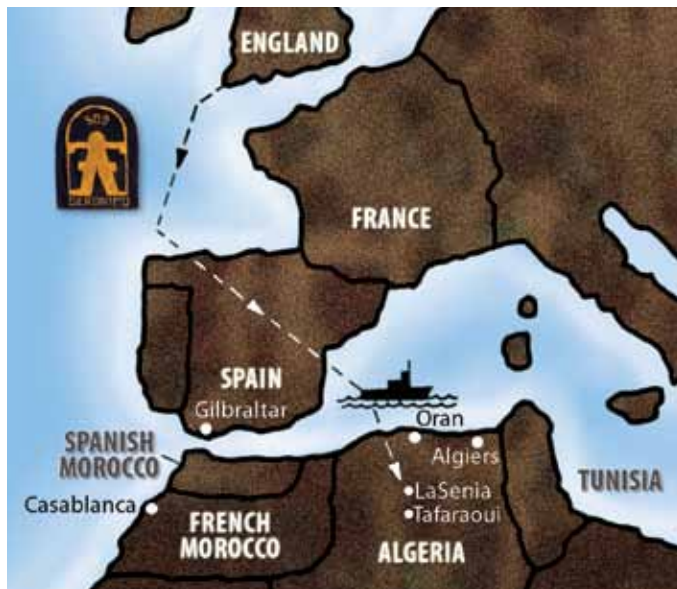 ENGLAND
509
GERONIMO
FRANCE
SPAIN
Gilbraltar
Oran
Algiers
SPANISH
MOROCCO
TUNISIA
LaSenia
Casablanca
Tafaraoui
FRENCH
MOROCCO
ALGERIA